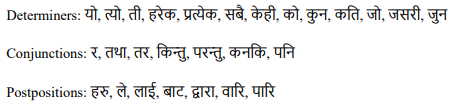 Determiners: यो, त्यो, ती, हरेक, प्रत्येक, सबै, केही, को, कुन, कति, जो, जसरी, जुन
Conjunctions: र, तथा, तर, किन्तु, परन्तु, कनकि, पनि
Postpositions: हरु, ले, लाई, बाट, द्वारा, वारि, पारि